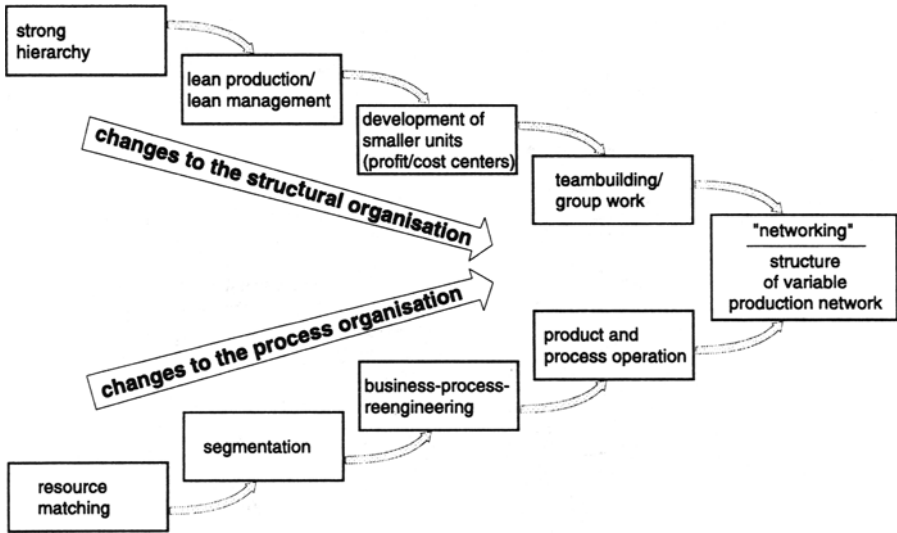 strong
hierarchy
lean production/
lean management
development of
smaller units
(profit/cost centers)
teambuilding/
group work
changes to the structural organisation
"networking"
structure
of variable
production network
changes to the process organisation
product and
process operation
business-process-
reengineering
segmentation
resource
matching